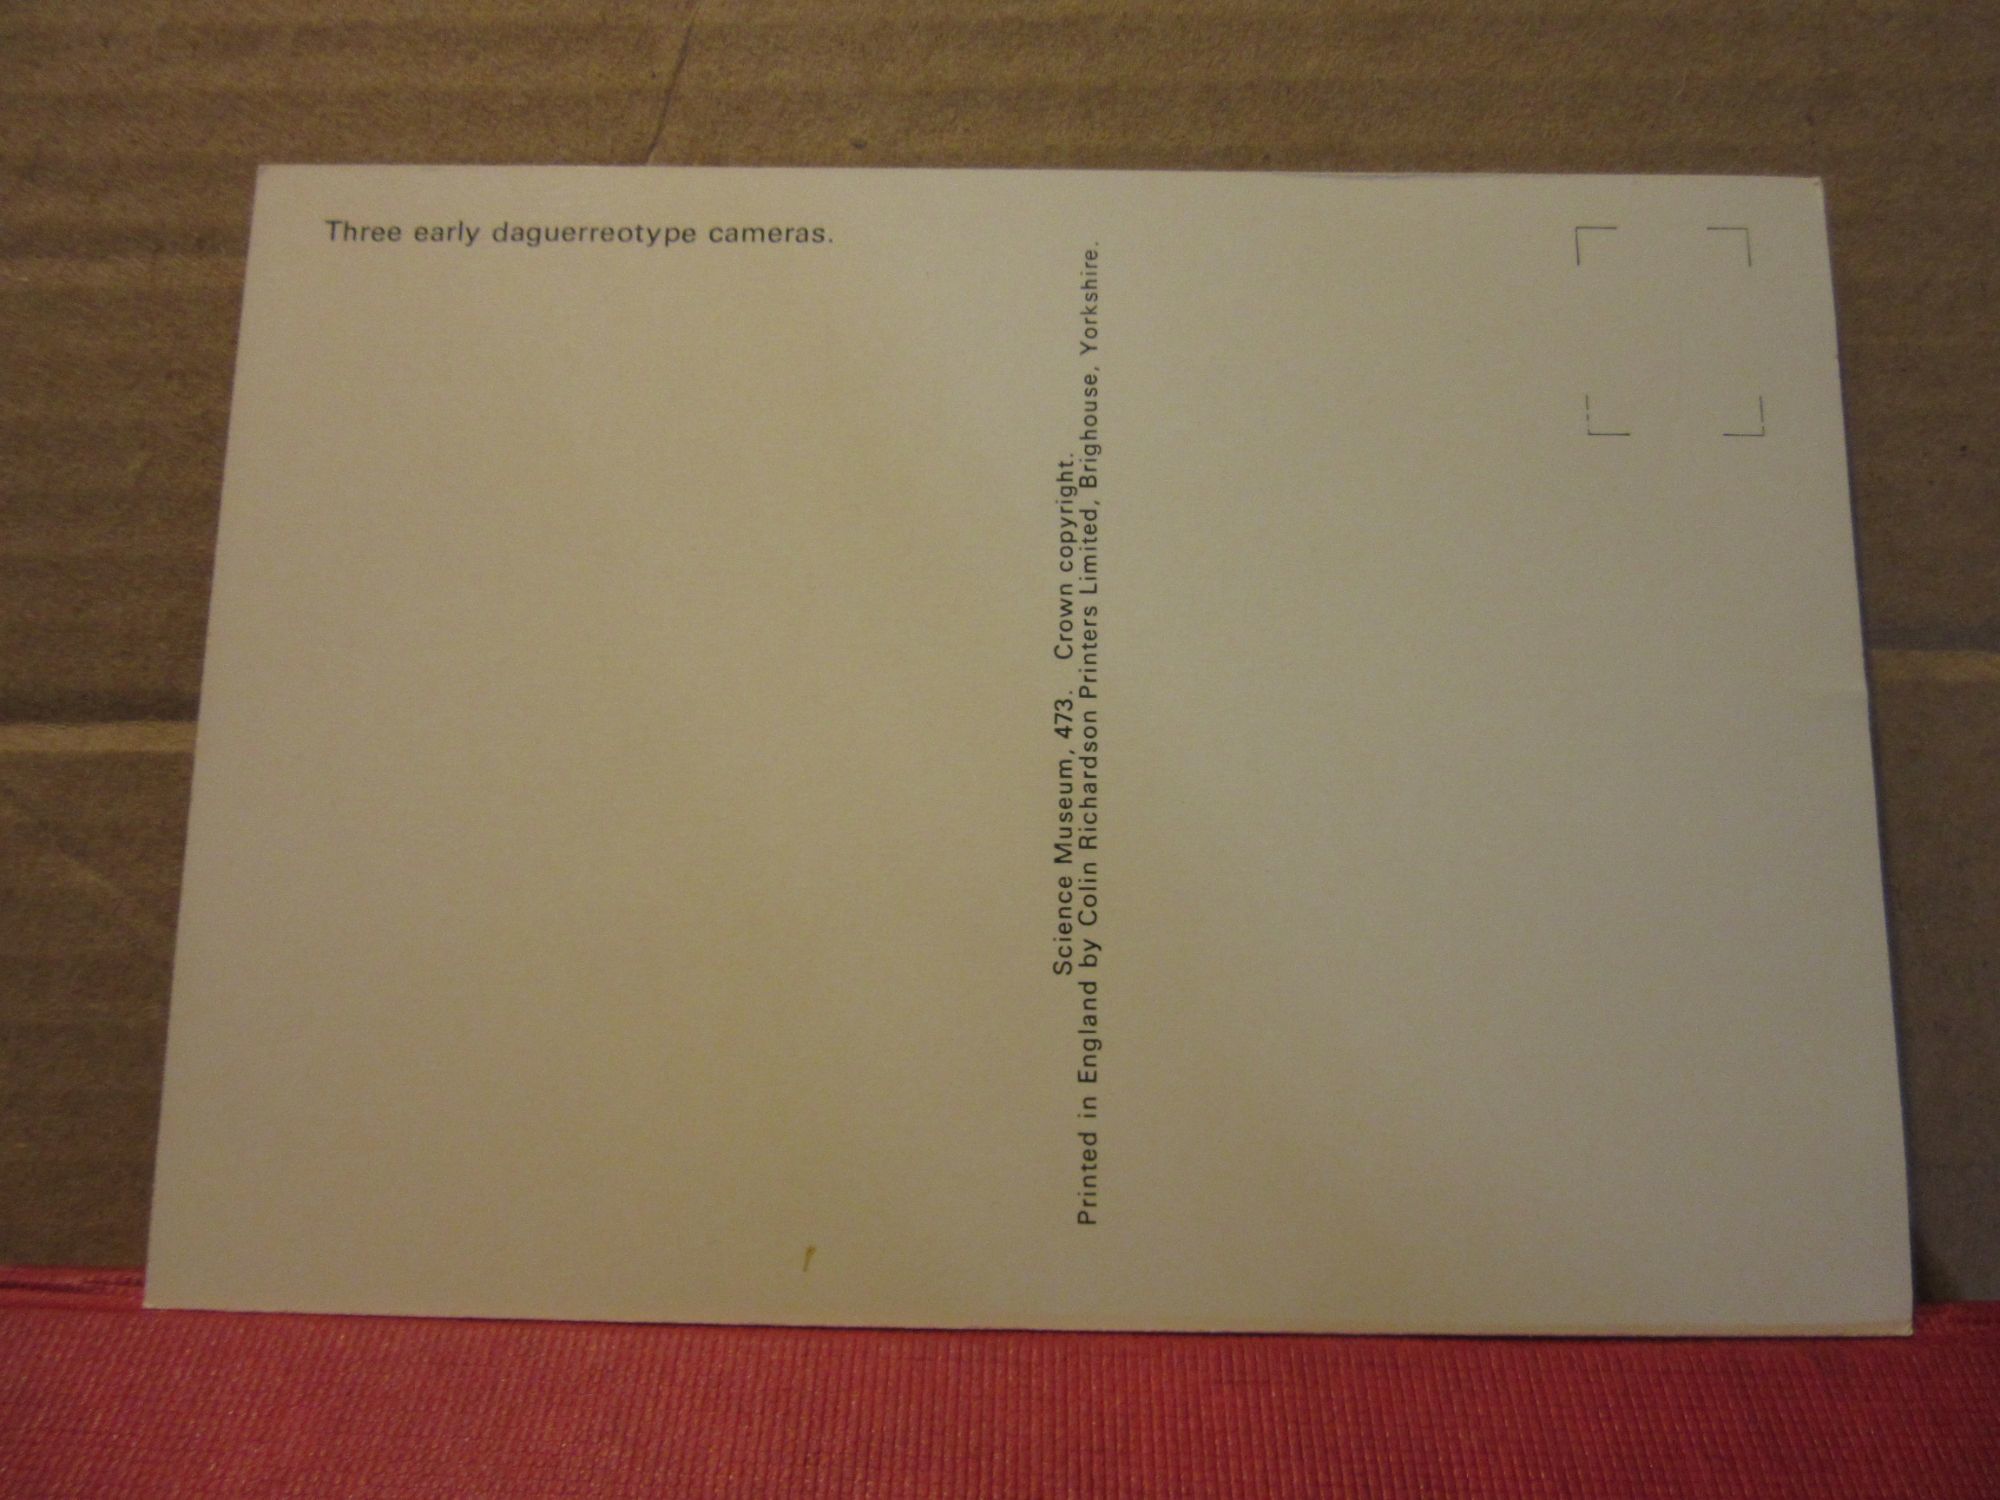 Three early daguerreotype cameras.
Science Museum, 473. Crown copyright.
Printed in England by Colin Richardson Printers Limited, Brighouse, Yorkshire.